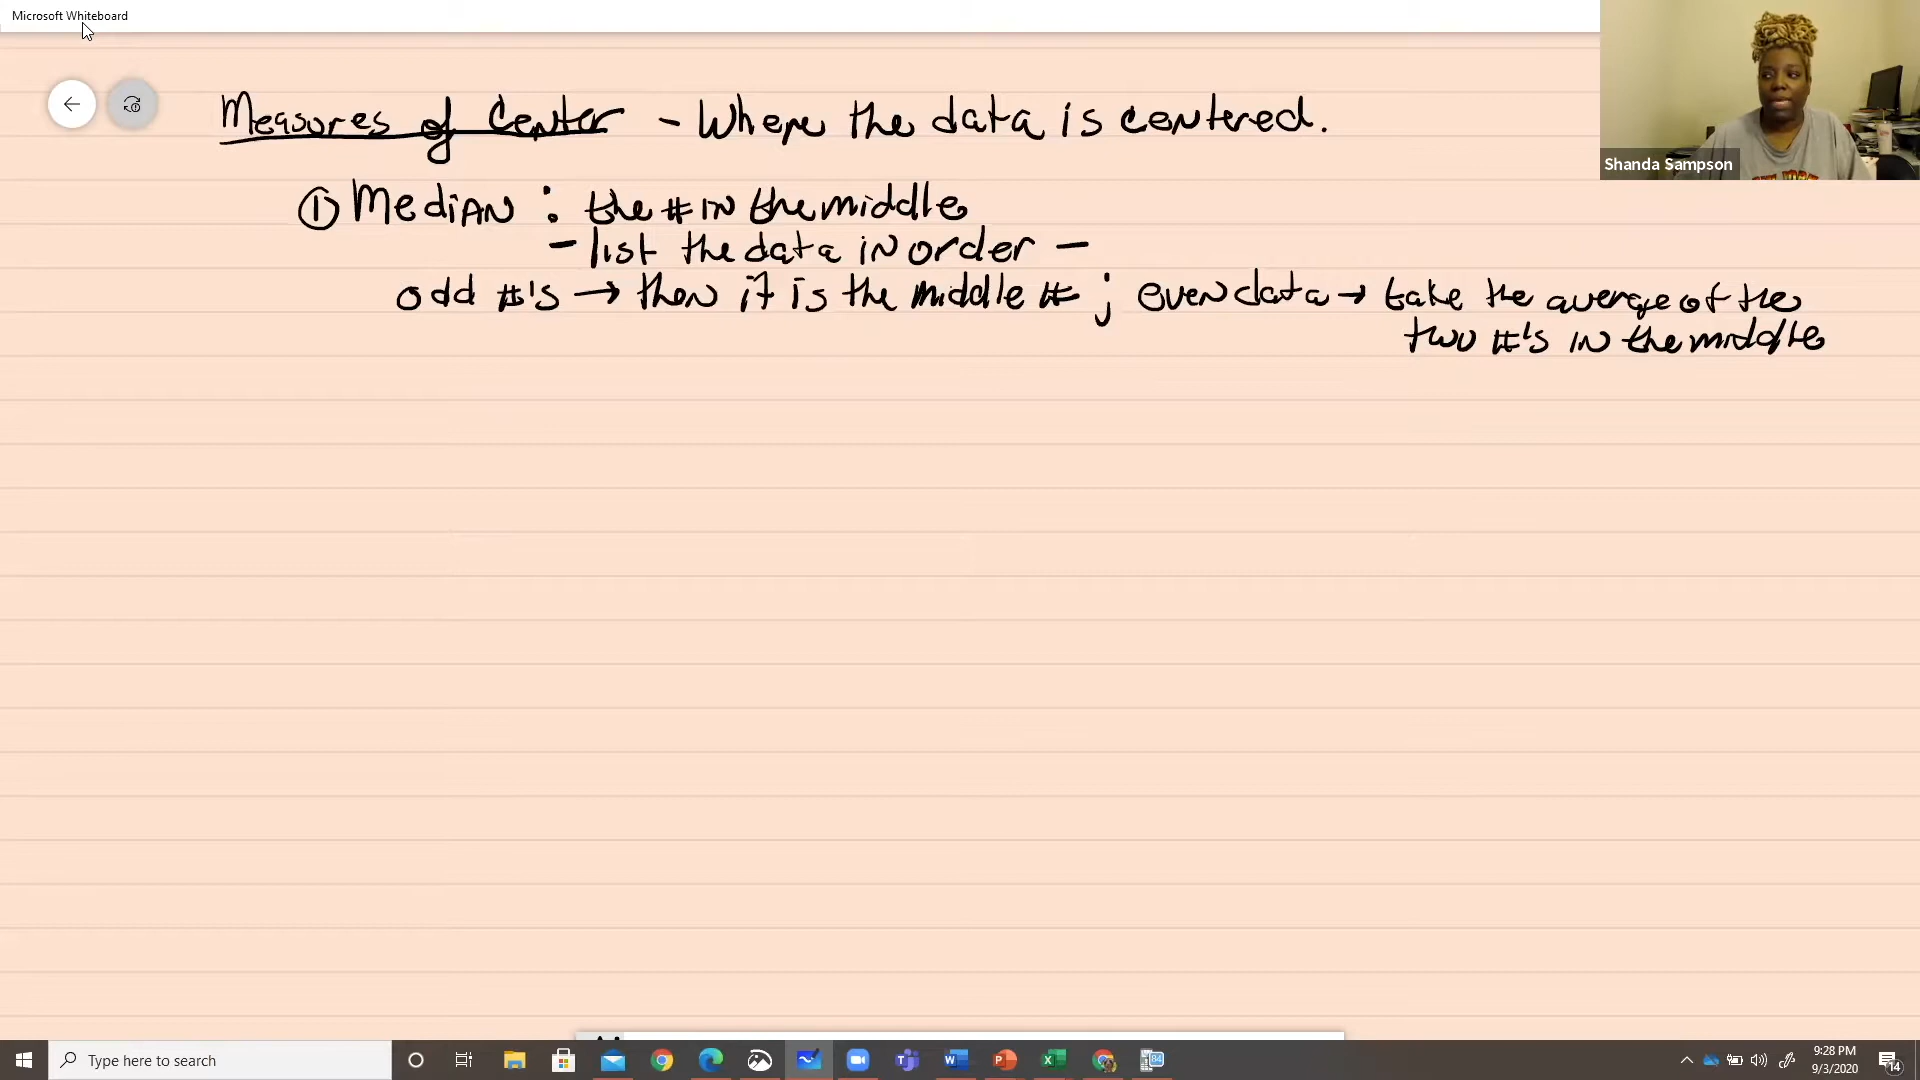 Microsoft Whiteboard
Measures of Center - Where the data is centered.
Shanda Sampson
① Median : the # in the middle
- list the data in order -
odd #'s → then it is the middle # ; even data → take the average of the
two #'s in the middle
Type here to search
9:28 PM
9/3/2020
14